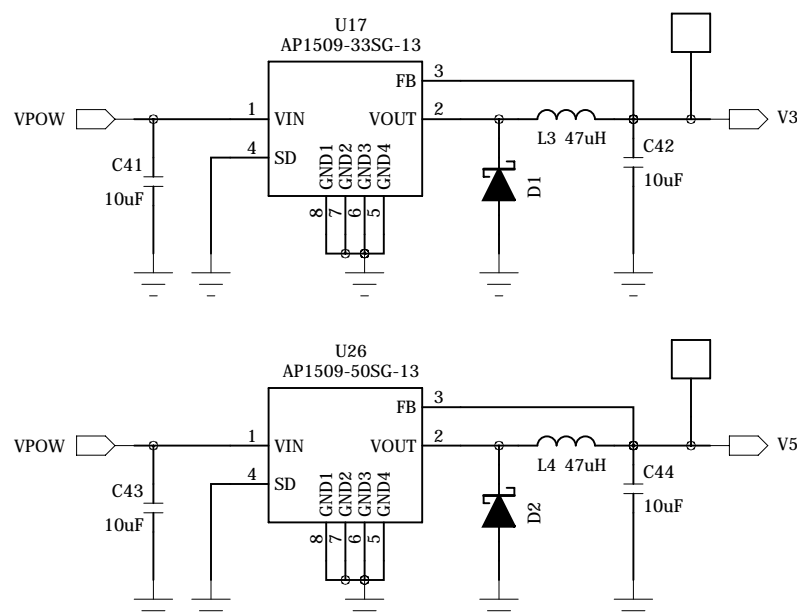 U17
AP1509-33SG-13
FB 3
VPOW 1 VIN VOUT 2 V3
L3 47uH
4 SD
C41
10uF
GND1
GND2
GND3
GND4
8
7
6
5
D1
C42
10uF
U26
AP1509-50SG-13
FB 3
VPOW 1 VIN VOUT 2 V5
L4 47uH
4 SD
C43
10uF
GND1
GND2
GND3
GND4
8
7
6
5
D2
C44
10uF